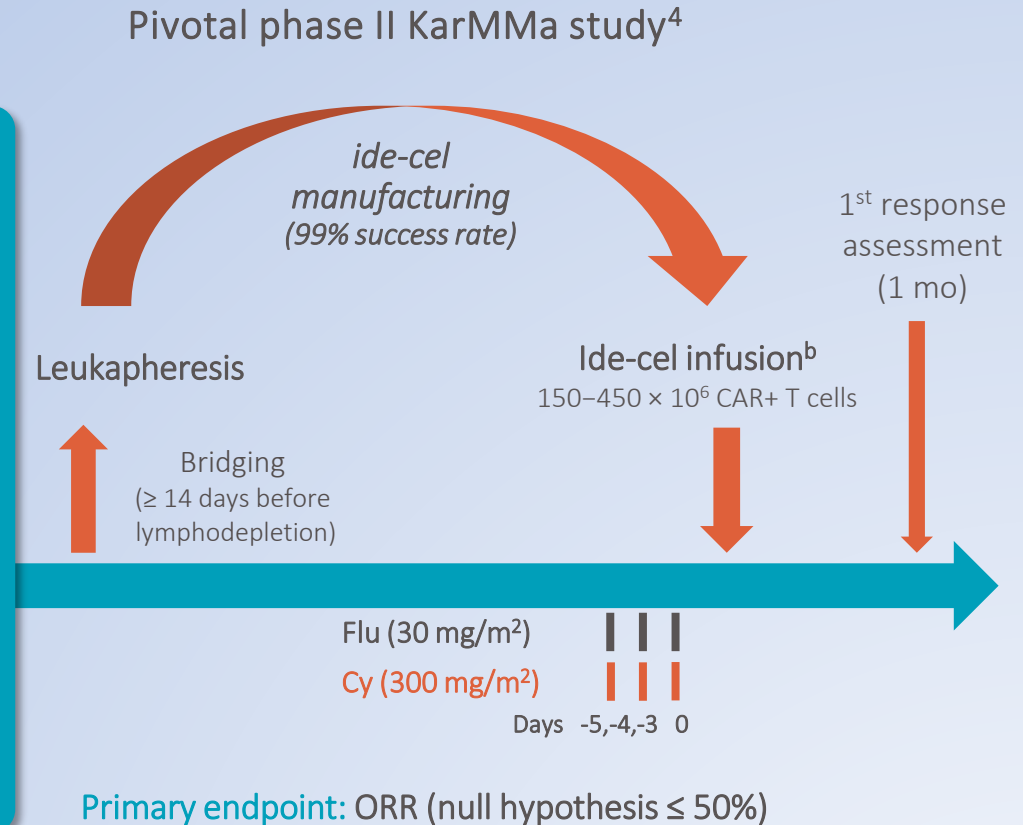 Pivotal phase II KarMMa study⁴
ide-cel
manufacturing
(99% success rate)
1ˢᵗ response
assessment
(1 mo)
Leukapheresis
Ide-cel infusionᵇ
150–450 × 10⁶ CAR+ T cells
Bridging
(≥ 14 days before
lymphodepletion)
Flu (30 mg/m²)
Cy (300 mg/m²)
Days -5,-4,-3 0
Primary endpoint: ORR (null hypothesis ≤ 50%)